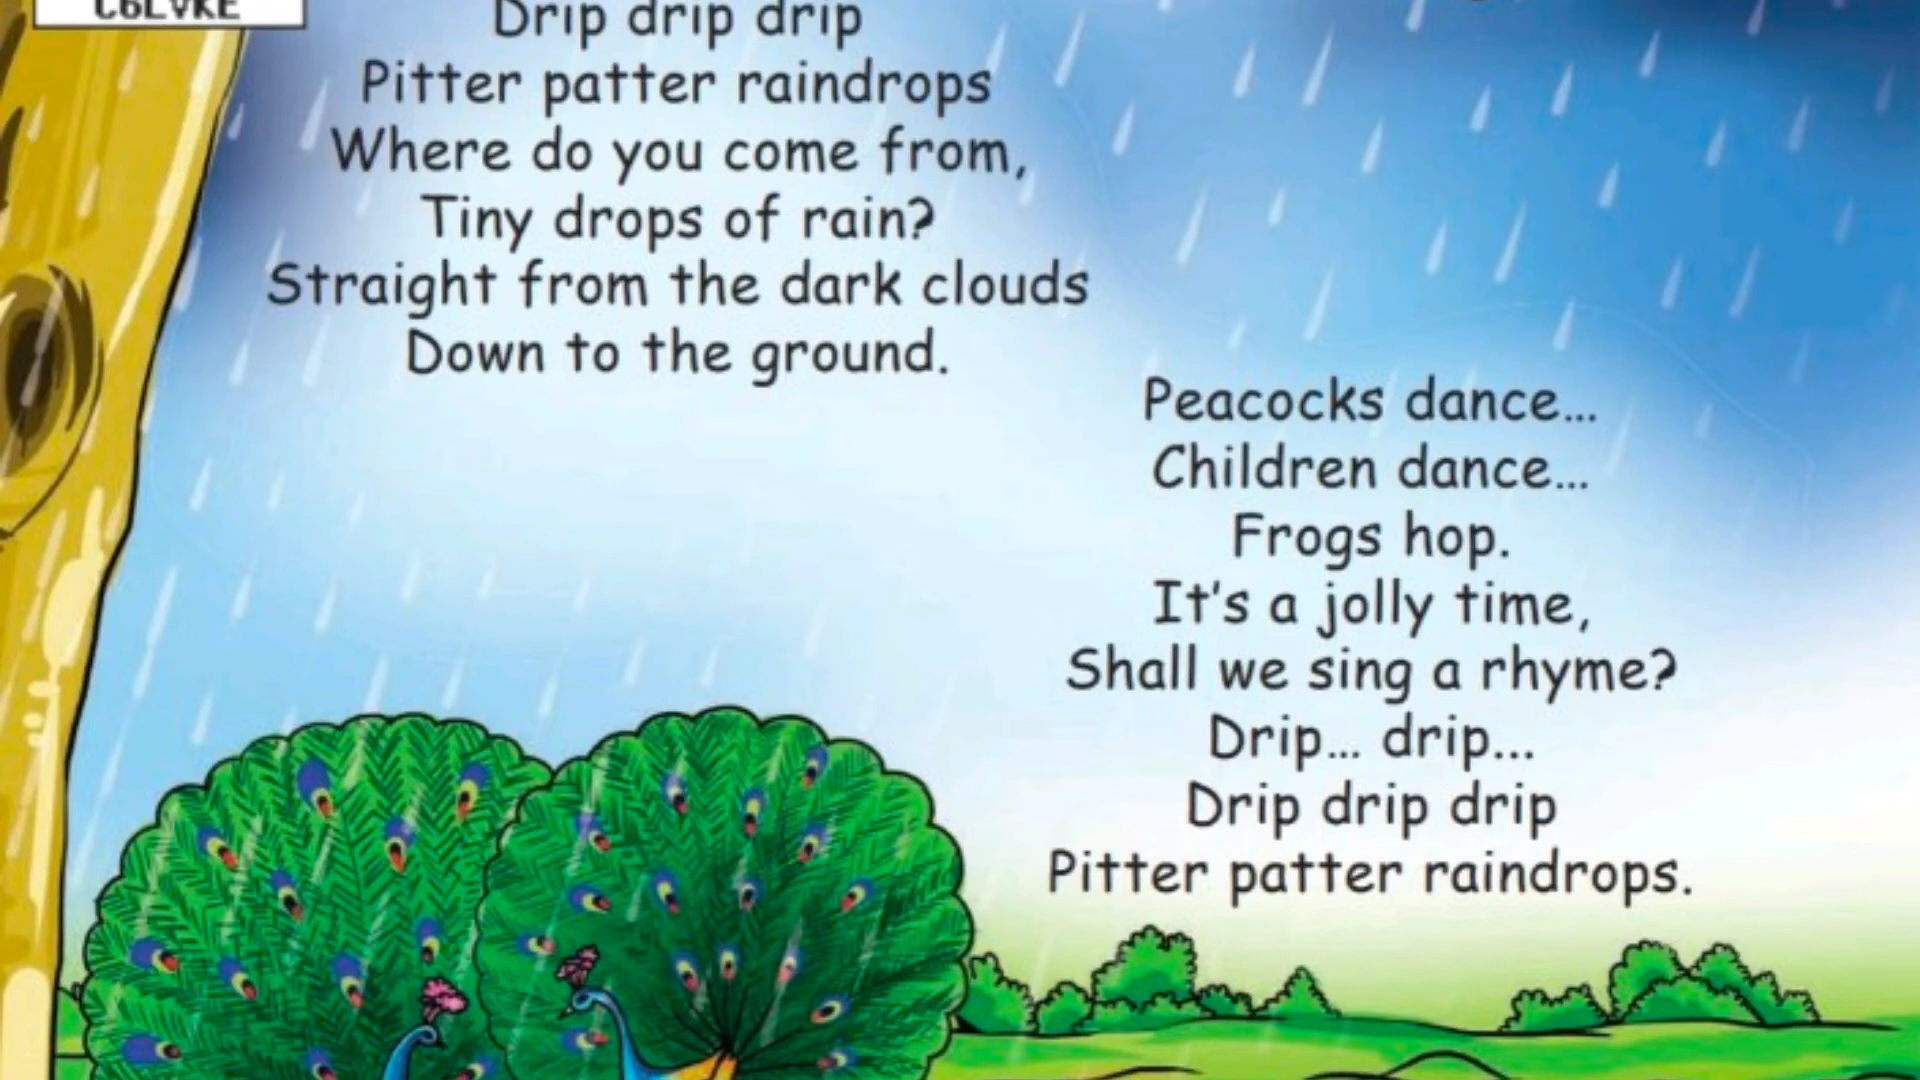 C6LVKE
Drip drip drip
Pitter patter raindrops
Where do you come from,
Tiny drops of rain?
Straight from the dark clouds
Down to the ground.
Peacocks dance...
Children dance...
Frogs hop.
It's a jolly time,
Shall we sing a rhyme?
Drip... drip...
Drip drip drip
Pitter patter raindrops.